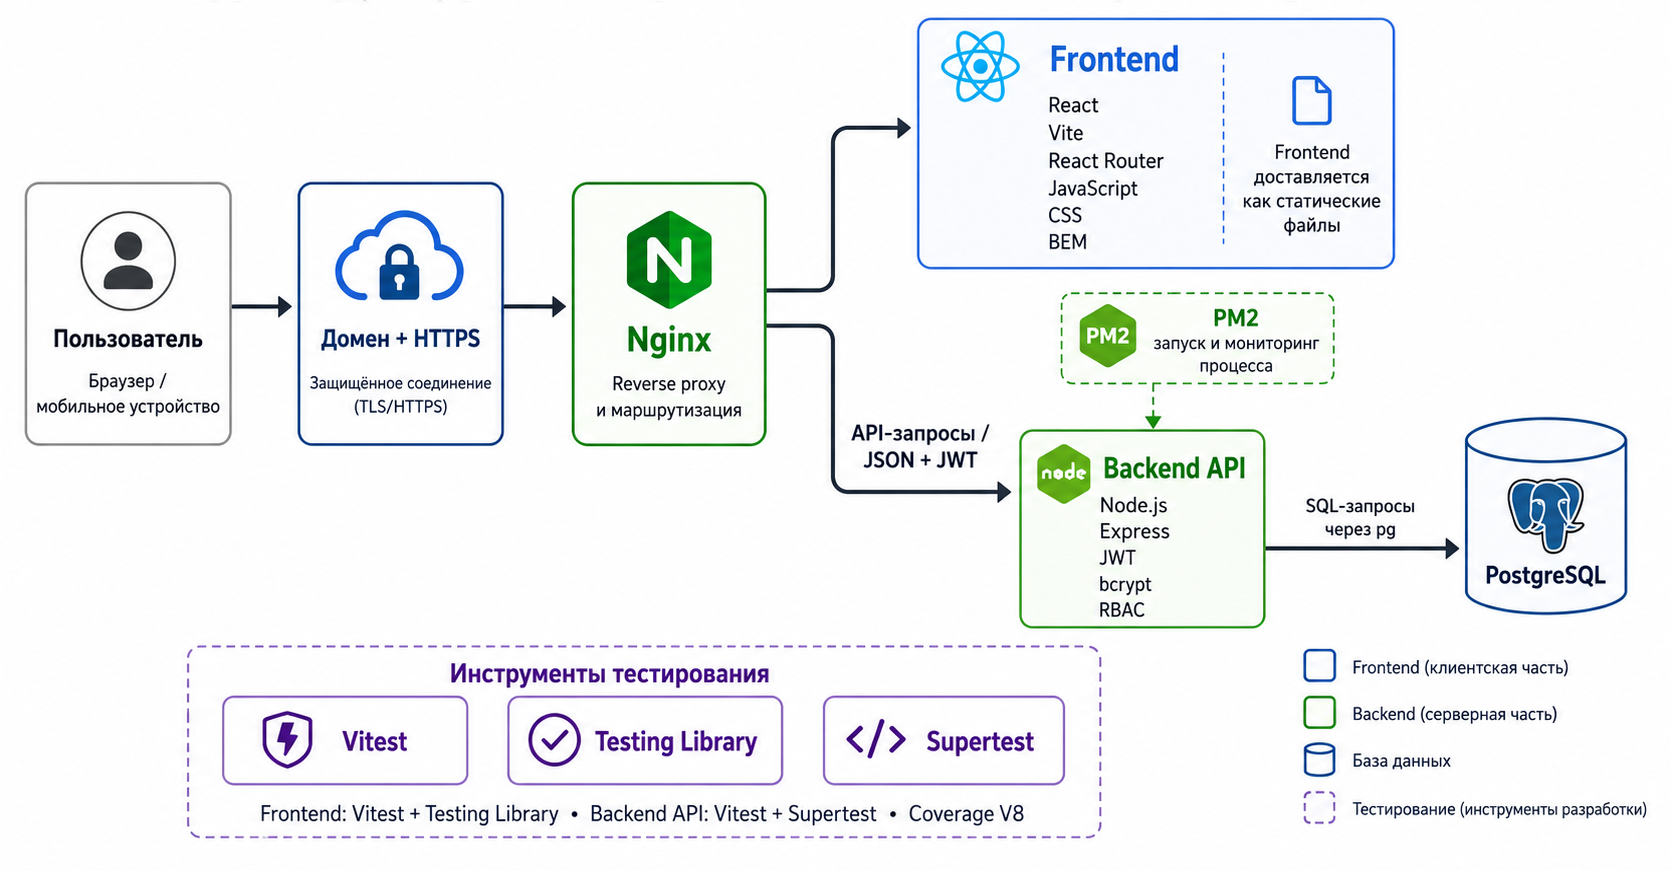 Frontend
React
Vite
React Router
JavaScript
CSS
BEM
Frontend
доставляется
как статические
файлы
Пользователь
Браузер /
мобильное устройство
Домен + HTTPS
Защищённое соединение
(TLS/HTTPS)
N
Nginx
Reverse proxy
и маршрутизация
PM2
PM2
запуск и мониторинг
процесса
API-запросы /
JSON + JWT
node
Backend API
Node.js
Express
JWT
bcrypt
RBAC
SQL-запросы
через pg
PostgreSQL
Инструменты тестирования
Vitest
Testing Library
</> Supertest
Frontend: Vitest + Testing Library • Backend API: Vitest + Supertest • Coverage V8
Frontend (клиентская часть)
Backend (серверная часть)
База данных
Тестирование (инструменты разработки)